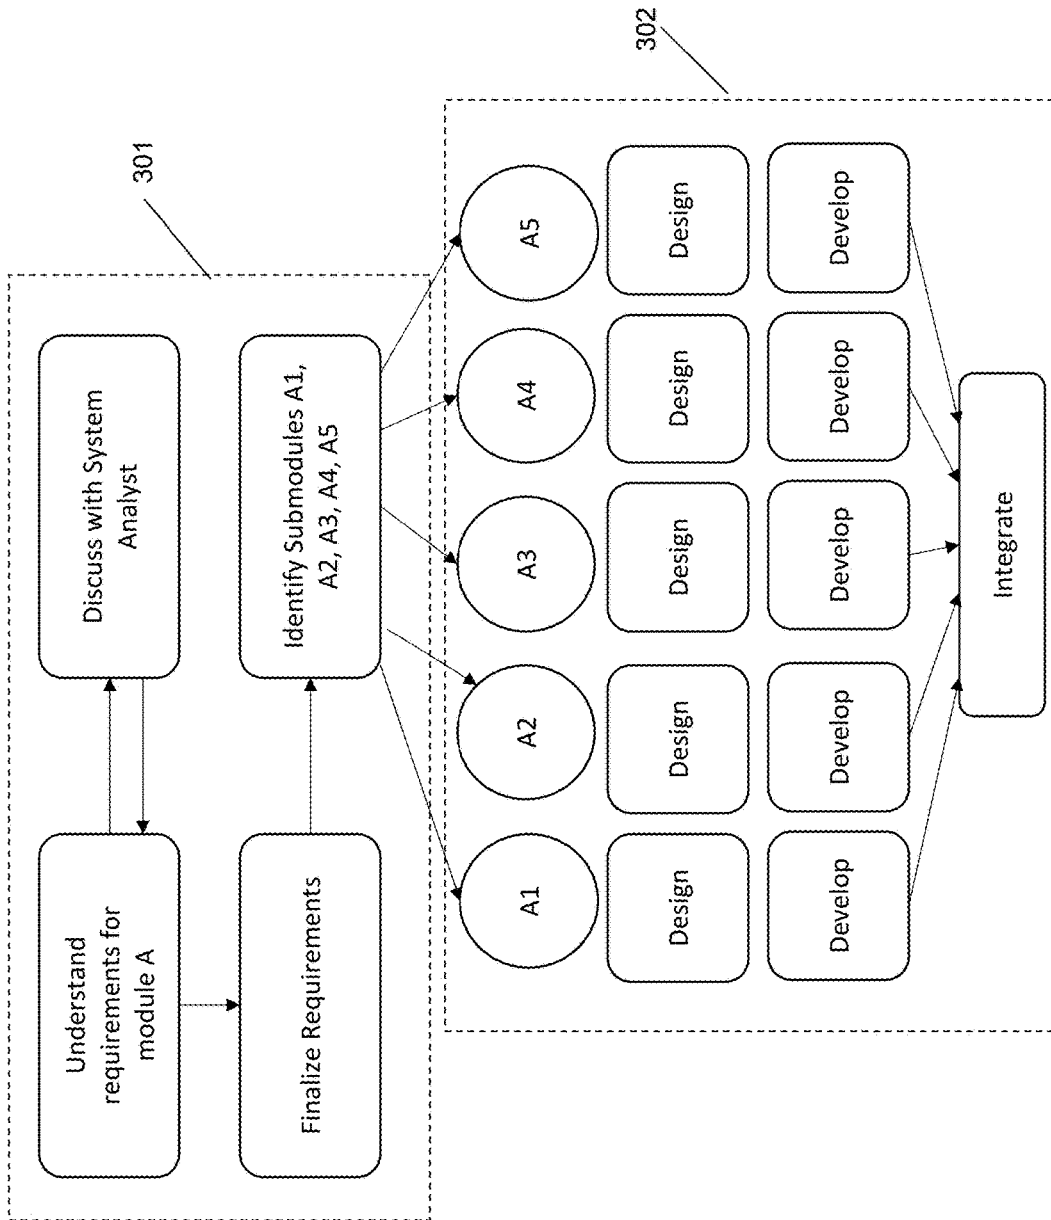 301
Understand
requirements for
module A
Discuss with System
Analyst
Finalize Requirements
Identify Submodules A1,
A2, A3, A4, A5
302
A1
A2
A3
A4
A5
Design
Design
Design
Design
Design
Develop
Develop
Develop
Develop
Develop
Integrate